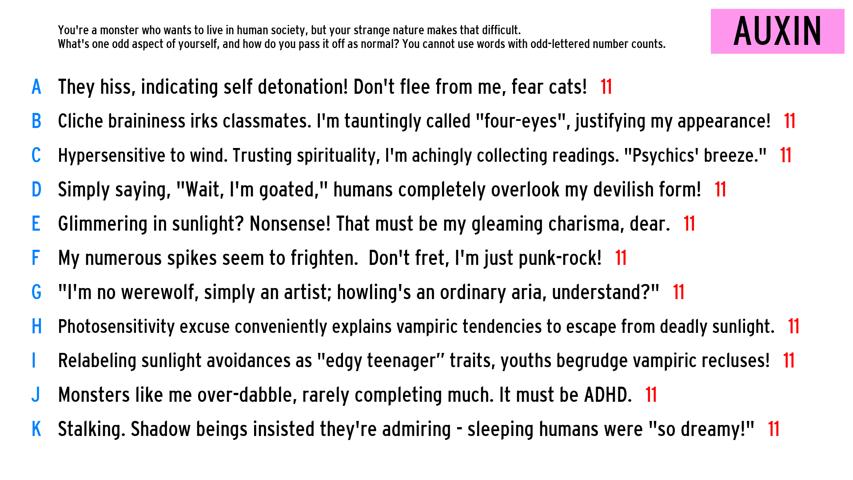 You're a monster who wants to live in human society, but your strange nature makes that difficult.
What's one odd aspect of yourself, and how do you pass it off as normal? You cannot use words with odd-lettered number counts.
AUXIN
A They hiss, indicating self detonation! Don't flee from me, fear cats! 11
B Cliche braininess irks classmates. I'm tauntingly called "four-eyes", justifying my appearance! 11
C Hypersensitive to wind. Trusting spirituality, I'm achingly collecting readings. "Psychics' breeze." 11
D Simply saying, "Wait, I'm goated," humans completely overlook my devilish form! 11
E Glimmering in sunlight? Nonsense! That must be my gleaming charisma, dear. 11
F My numerous spikes seem to frighten. Don't fret, I'm just punk-rock! 11
G "I'm no werewolf, simply an artist; howling's an ordinary aria, understand?" 11
H Photosensitivity excuse conveniently explains vampiric tendencies to escape from deadly sunlight. 11
I Relabeling sunlight avoidances as "edgy teenager” traits, youths begrudge vampiric recluses! 11
J Monsters like me over-dabble, rarely completing much. It must be ADHD. 11
K Stalking. Shadow beings insisted they're admiring - sleeping humans were "so dreamy!" 11